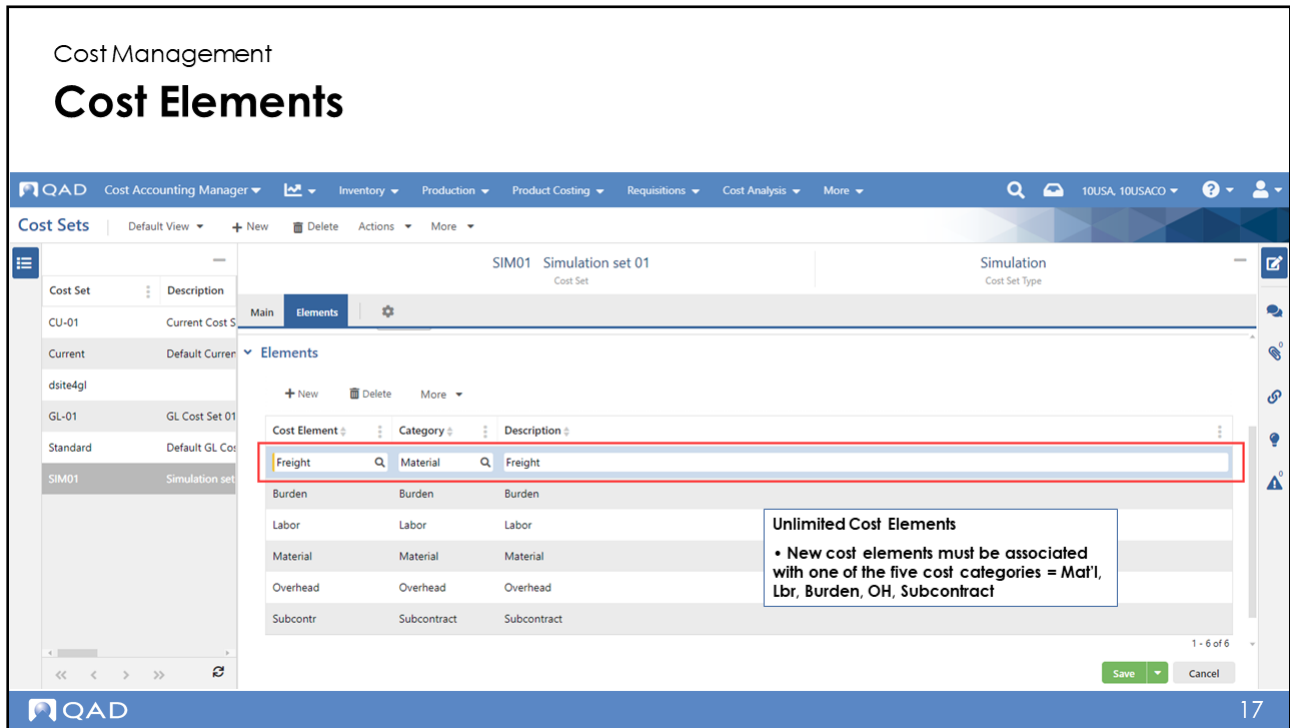 Cost Management
Cost Elements
QAD Cost Accounting Manager Inventory Production Product Costing Requisitions Cost Analysis More 10USA, 10USACO ?
Cost Sets Default View + New Delete Actions More
SIM01 Simulation set 01 Simulation
Cost Set Cost Set Type
Cost Set Description
Main Elements
CU-01 Current Cost S
Current Default Curren
dsite4gl
GL-01 GL Cost Set 01
Standard Default GL Cos
SIM01 Simulation set
Elements
+ New Delete More
Cost Element Category Description
Freight Material Freight
Burden Burden Burden
Labor Labor Labor
Material Material Material
Overhead Overhead Overhead
Subcontr Subcontract Subcontract
Unlimited Cost Elements
• New cost elements must be associated
with one of the five cost categories = Mat'l,
Lbr, Burden, OH, Subcontract
0
0
1 - 6 of 6
Save Cancel
QAD 17